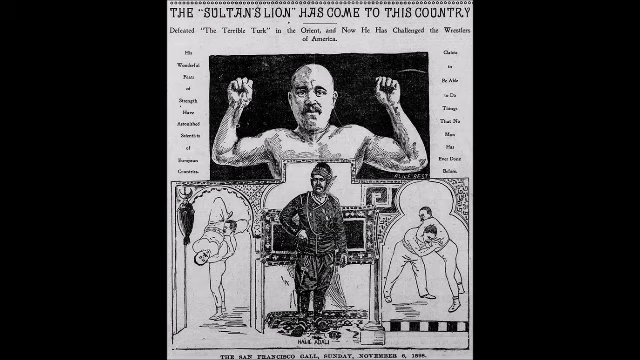 THE "SULTAN'S LION" HAS COME TO THIS COUNTRY
Defeated "The Terrible Turk" in the Orient, and Now He Has Challenged the Wrestlers
of America.
His
Wonderful
Feats
of
Strength
Have
Astonished
Scientists
of
European
Countries.
Claims
to
Be Able
to Do
Things
That No
Man
Has
Ever Done
Before.
ALICE BEST
HALIL ADALI
THE SAN FRANCISCO CALL, SUNDAY, NOVEMBER 6, 1898.